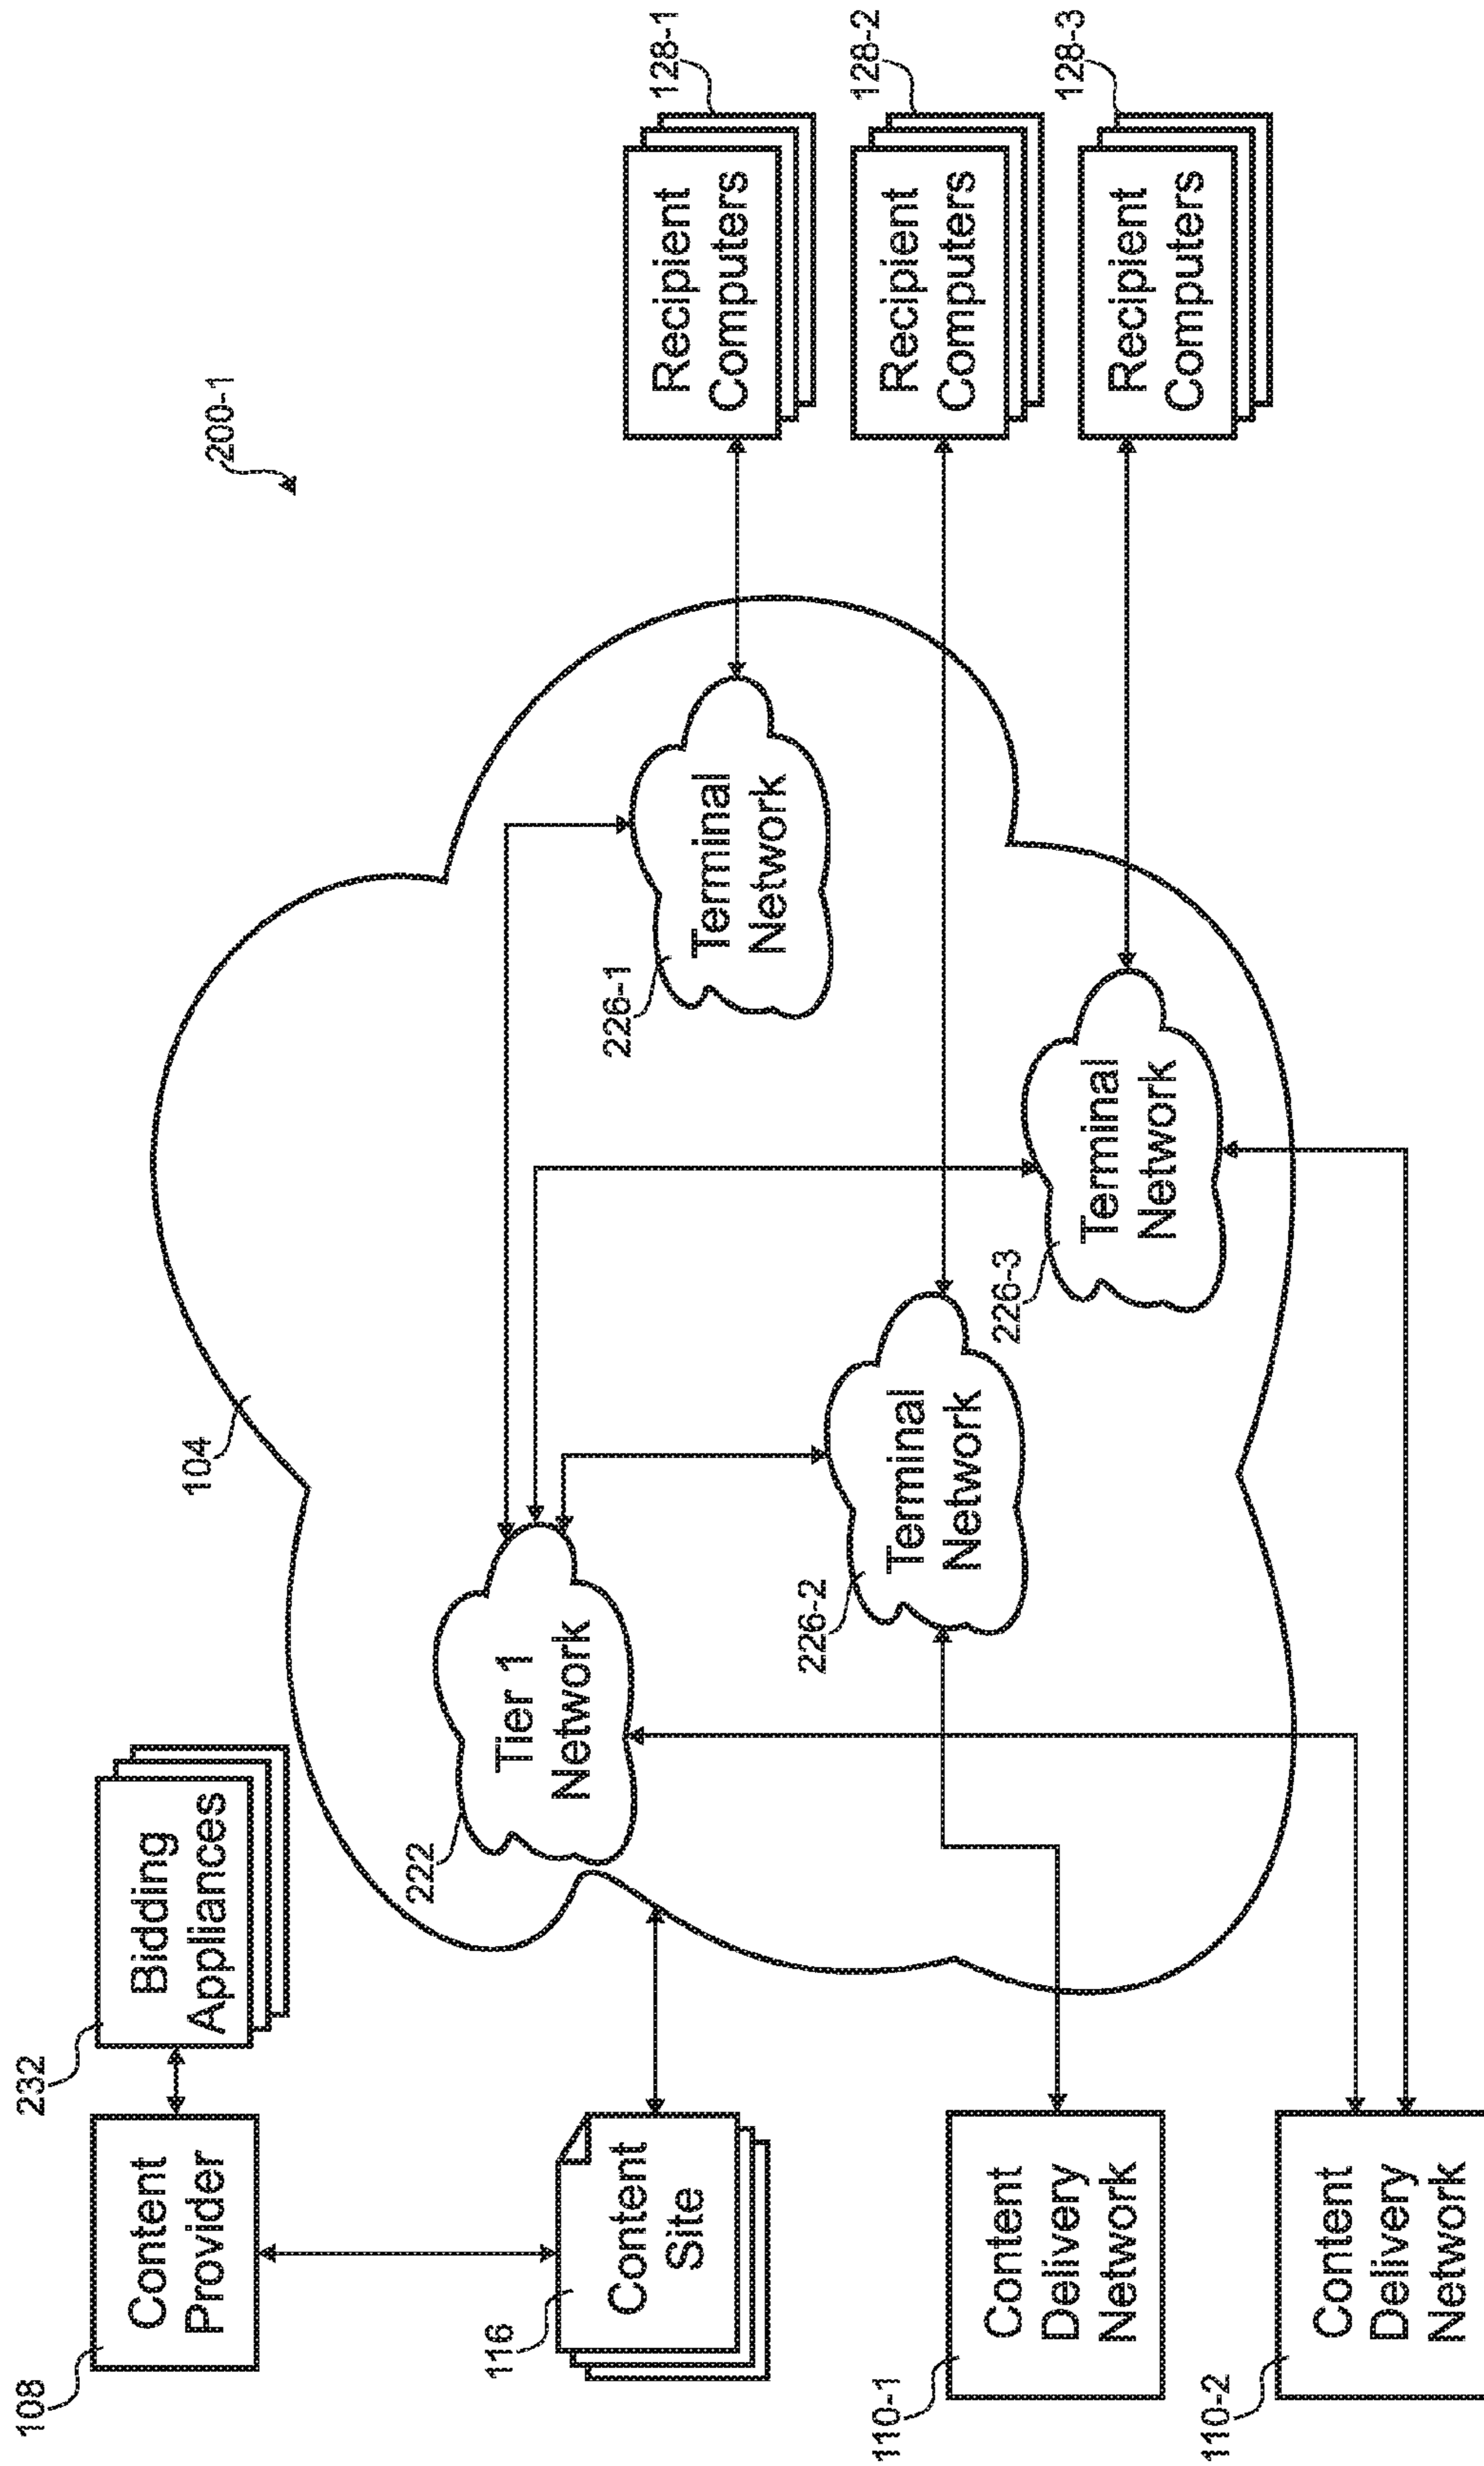 200-1
232
Bidding
Appliances
108
Content
Provider
104
116
Content
Site
222
Tier 1
Network
226-1
Terminal
Network
128-1
Recipient
Computers
226-2
Terminal
Network
128-2
Recipient
Computers
226-3
Terminal
Network
128-3
Recipient
Computers
110-1
Content
Delivery
Network
110-2
Content
Delivery
Network